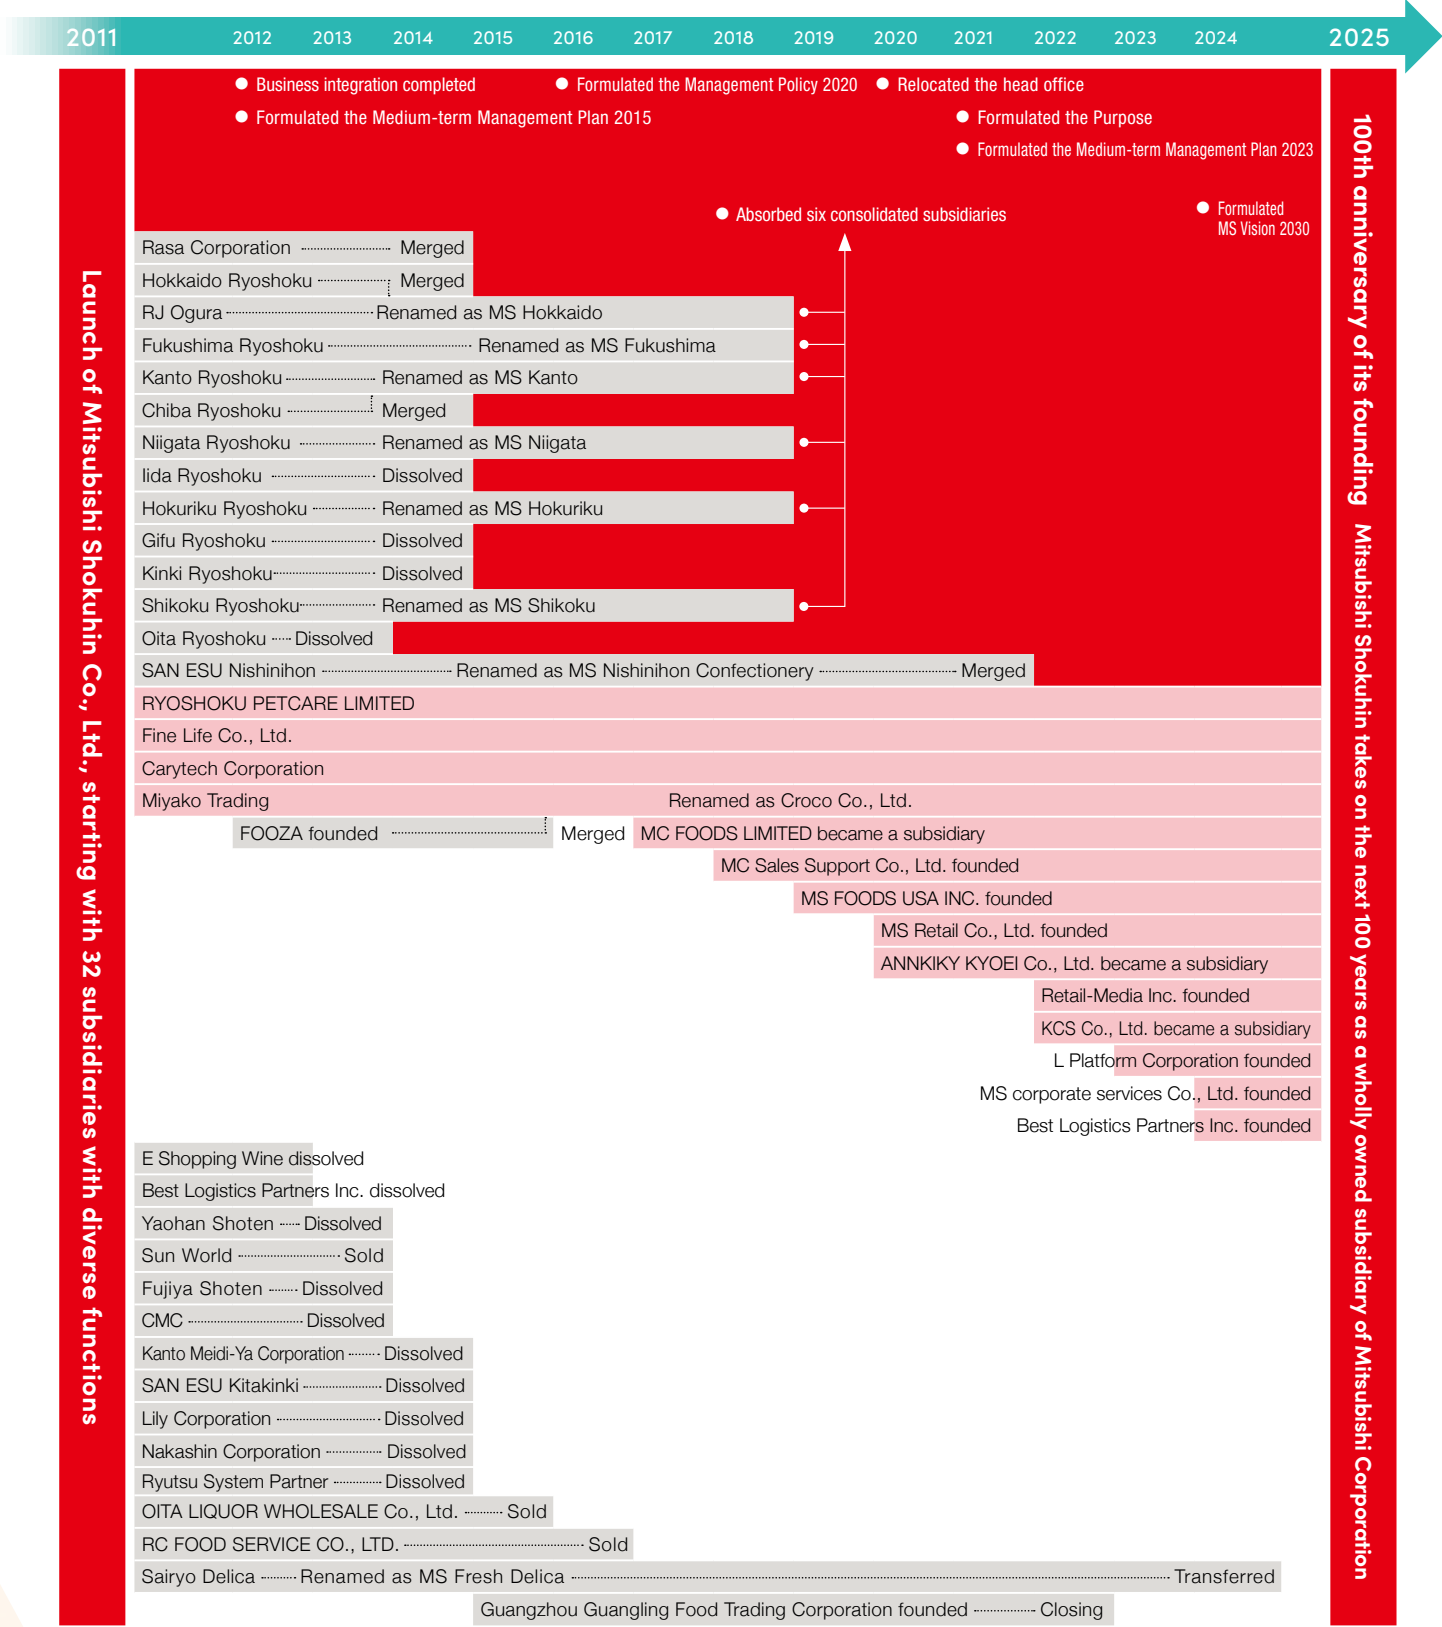 2011 2012 2013 2014 2015 2016 2017 2018 2019 2020 2021 2022 2023 2024 2025
Launch of Mitsubishi Shokuhin Co., Ltd., starting with 32 subsidiaries with diverse functions
Business integration completed
Formulated the Management Policy 2020
Relocated the head office
Formulated the Medium-term Management Plan 2015
Formulated the Purpose
Formulated the Medium-term Management Plan 2023
Absorbed six consolidated subsidiaries
Formulated
MS Vision 2030
Rasa Corporation Merged
Hokkaido Ryoshoku Merged
RJ Ogura Renamed as MS Hokkaido
Fukushima Ryoshoku Renamed as MS Fukushima
Kanto Ryoshoku Renamed as MS Kanto
Chiba Ryoshoku Merged
Niigata Ryoshoku Renamed as MS Niigata
Iida Ryoshoku Dissolved
Hokuriku Ryoshoku Renamed as MS Hokuriku
Gifu Ryoshoku Dissolved
Kinki Ryoshoku Dissolved
Shikoku Ryoshoku Renamed as MS Shikoku
Oita Ryoshoku Dissolved
SAN ESU Nishinihon Renamed as MS Nishinihon Confectionery Merged
RYOSHOKU PETCARE LIMITED
Fine Life Co., Ltd.
Carytech Corporation
Miyako Trading Renamed as Croco Co., Ltd.
FOOZA founded Merged MC FOODS LIMITED became a subsidiary
MC Sales Support Co., Ltd. founded
MS FOODS USA INC. founded
MS Retail Co., Ltd. founded
ANNKIKY KYOEI Co., Ltd. became a subsidiary
Retail-Media Inc. founded
KCS Co., Ltd. became a subsidiary
L Platform Corporation founded
MS corporate services Co., Ltd. founded
Best Logistics Partners Inc. founded
E Shopping Wine dissolved
Best Logistics Partners Inc. dissolved
Yaohan Shoten Dissolved
Sun World Sold
Fujiya Shoten Dissolved
CMC Dissolved
Kanto Meidi-Ya Corporation Dissolved
SAN ESU Kitakinki Dissolved
Lily Corporation Dissolved
Nakashin Corporation Dissolved
Ryutsu System Partner Dissolved
OITA LIQUOR WHOLESALE Co., Ltd. Sold
RC FOOD SERVICE CO., LTD. Sold
Sairyo Delica Renamed as MS Fresh Delica Transferred
Guangzhou Guangling Food Trading Corporation founded Closing
100th anniversary of its founding Mitsubishi Shokuhin takes on the next 100 years as a wholly owned subsidiary of Mitsubishi Corporation